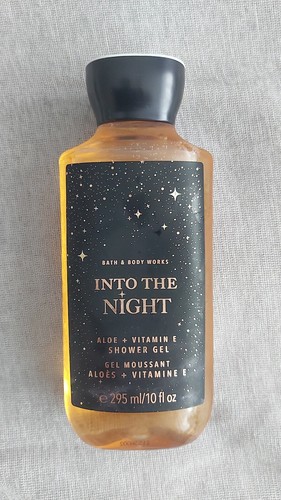 BATH & BODY WORKS
INTO THE
NIGHT
ALOE + VITAMIN E
SHOWER GEL
GEL MOUSSANT
ALOÈS + VITAMINE E
℮ 295 ml/10 fl oz